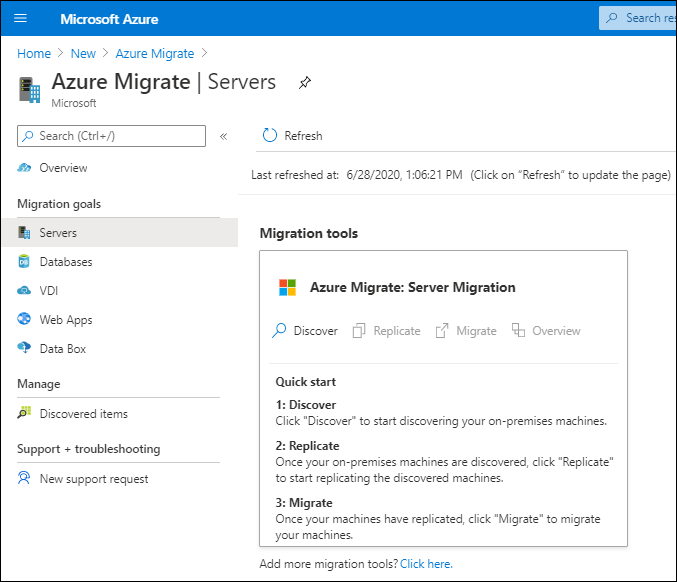 Microsoft Azure
Search res
Home > New > Azure Migrate >
Azure Migrate | Servers
Microsoft
Search (Ctrl+/)
«
Refresh
Overview
Last refreshed at: 6/28/2020, 1:06:21 PM (Click on “Refresh” to update the page)
Migration goals
Servers
Databases
VDI
Web Apps
Data Box
Manage
Discovered items
Support + troubleshooting
New support request
Migration tools
Azure Migrate: Server Migration
Discover Replicate Migrate Overview
Quick start
1: Discover
Click "Discover" to start discovering your on-premises machines.
2: Replicate
Once your on-premises machines are discovered, click "Replicate"
to start replicating the discovered machines.
3: Migrate
Once your machines have replicated, click "Migrate" to migrate
your machines.
Add more migration tools? Click here.